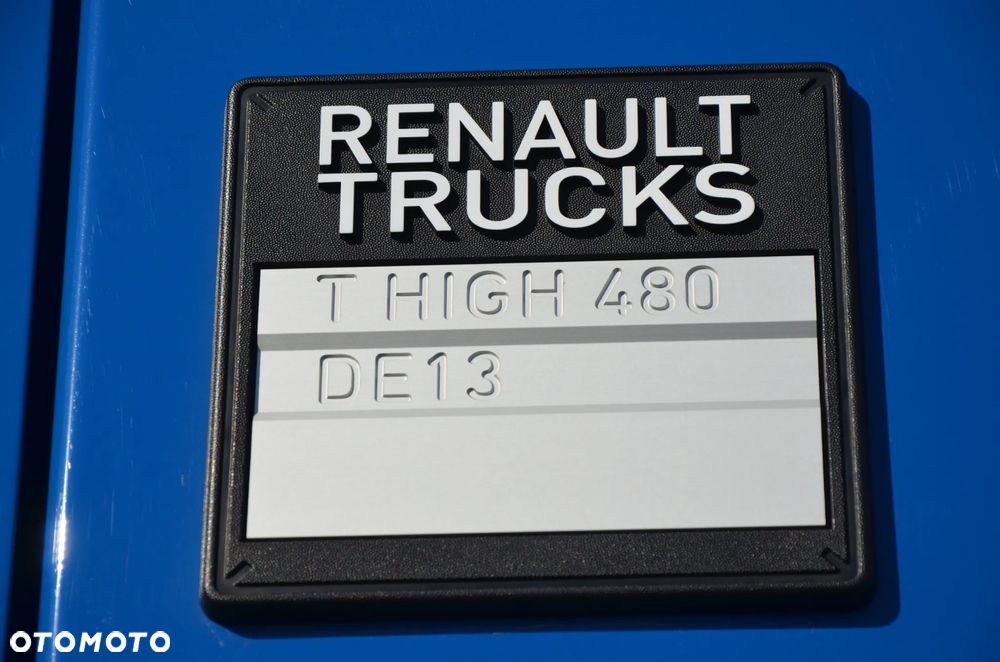 RENAULT
TRUCKS
T HIGH 480
DE13
OTOMOTO